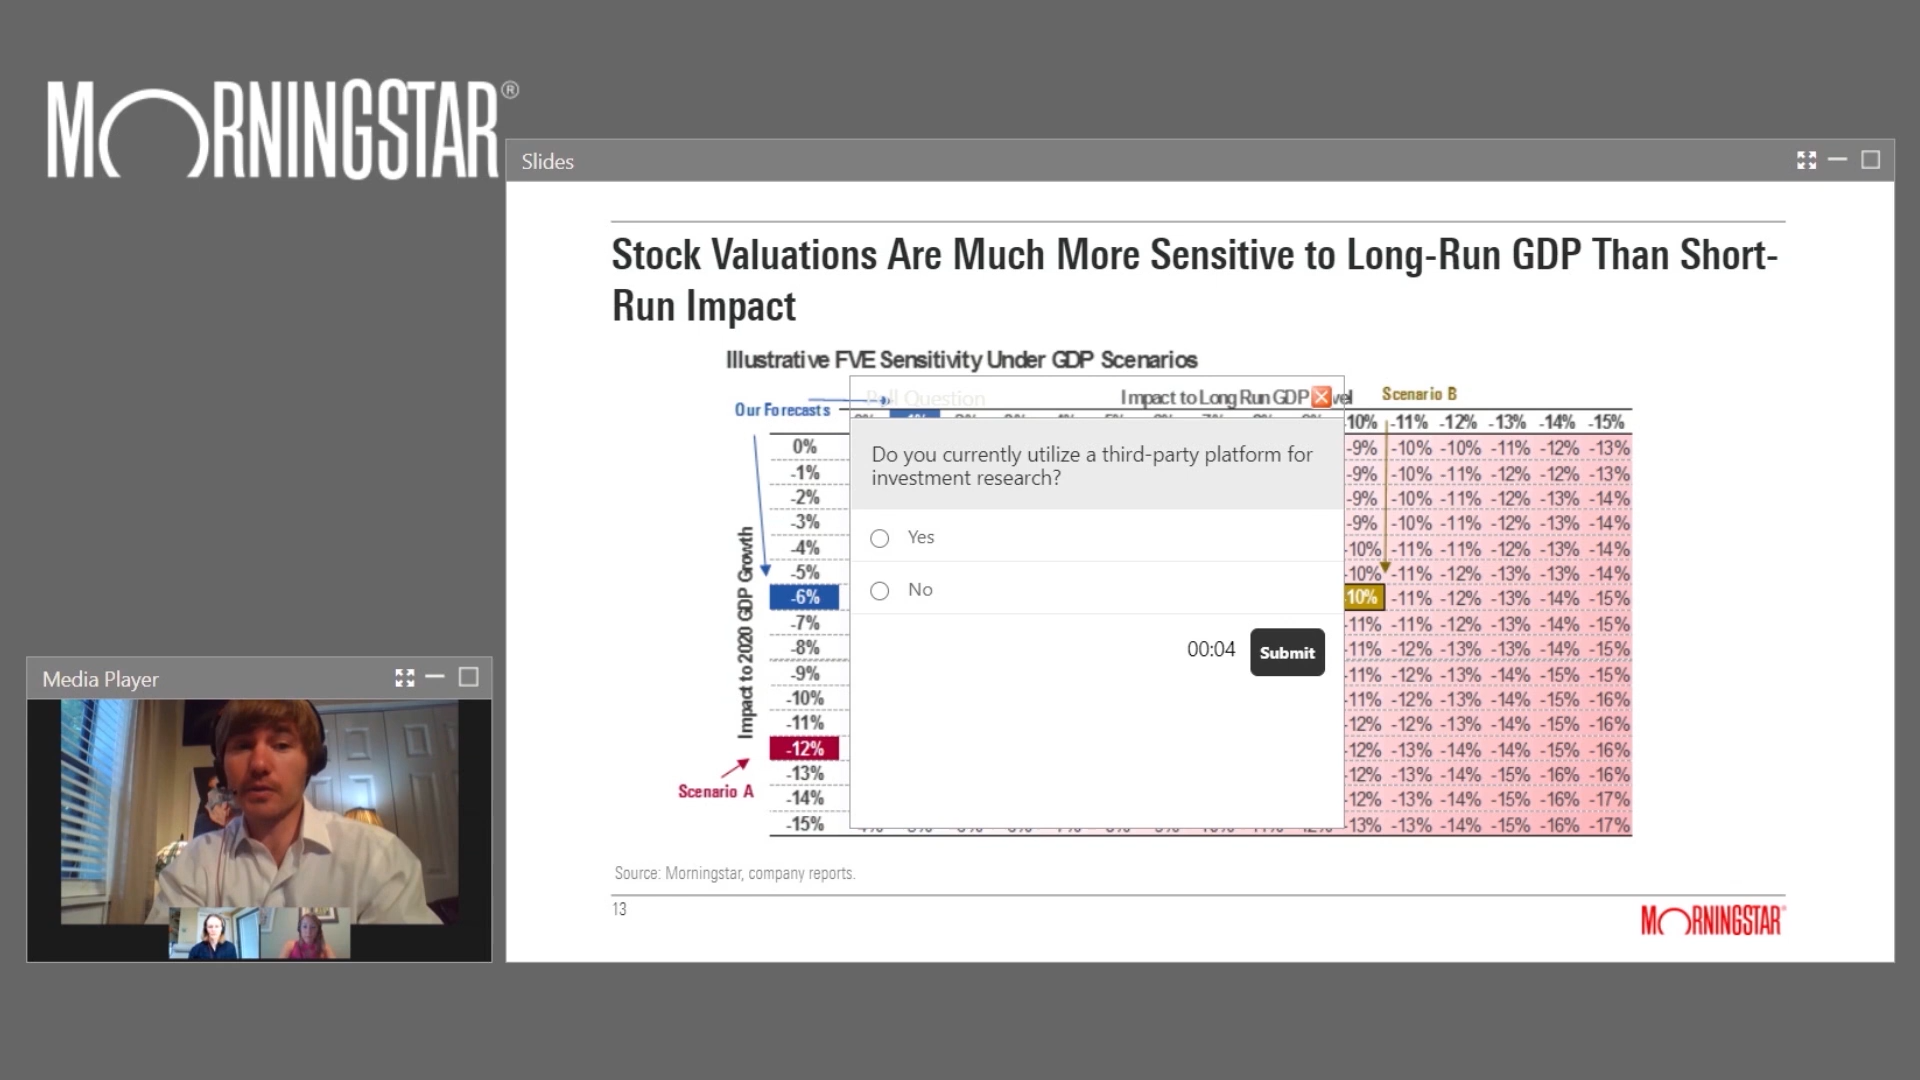 MORNINGSTAR®
Slides
Stock Valuations Are Much More Sensitive to Long-Run GDP Than Short-
Run Impact
Illustrative FVE Sensitivity Under GDP Scenarios
Poll Question
Impact to Long Run GDP
Scenario B
Our Forecasts
-10% -11% -12% -13% -14% -15%
0% -9% -10% -10% -11% -12% -13%
-1% -9% -10% -11% -12% -12% -13%
-2% -9% -10% -11% -12% -13% -14%
-3% -9% -10% -11% -12% -13% -14%
-4% -10% -11% -11% -12% -13% -14%
-5% -10% -11% -12% -13% -13% -14%
-6% -10% -11% -12% -13% -14% -15%
-7% -11% -11% -12% -13% -14% -15%
-8% -11% -12% -13% -13% -14% -15%
-9% -11% -12% -13% -14% -15% -15%
-10% -11% -12% -13% -14% -15% -16%
-11% -12% -12% -13% -14% -15% -16%
-12% -12% -13% -14% -14% -15% -16%
-13% -12% -13% -14% -15% -16% -16%
-14% -12% -13% -14% -15% -16% -17%
-15% -13% -13% -14% -15% -16% -17%
Impact to 2020 GDP Growth
Scenario A
Do you currently utilize a third-party platform for
investment research?
Yes
No
00:04 Submit
Media Player
Source: Morningstar, company reports.
13
MORNINGSTAR®